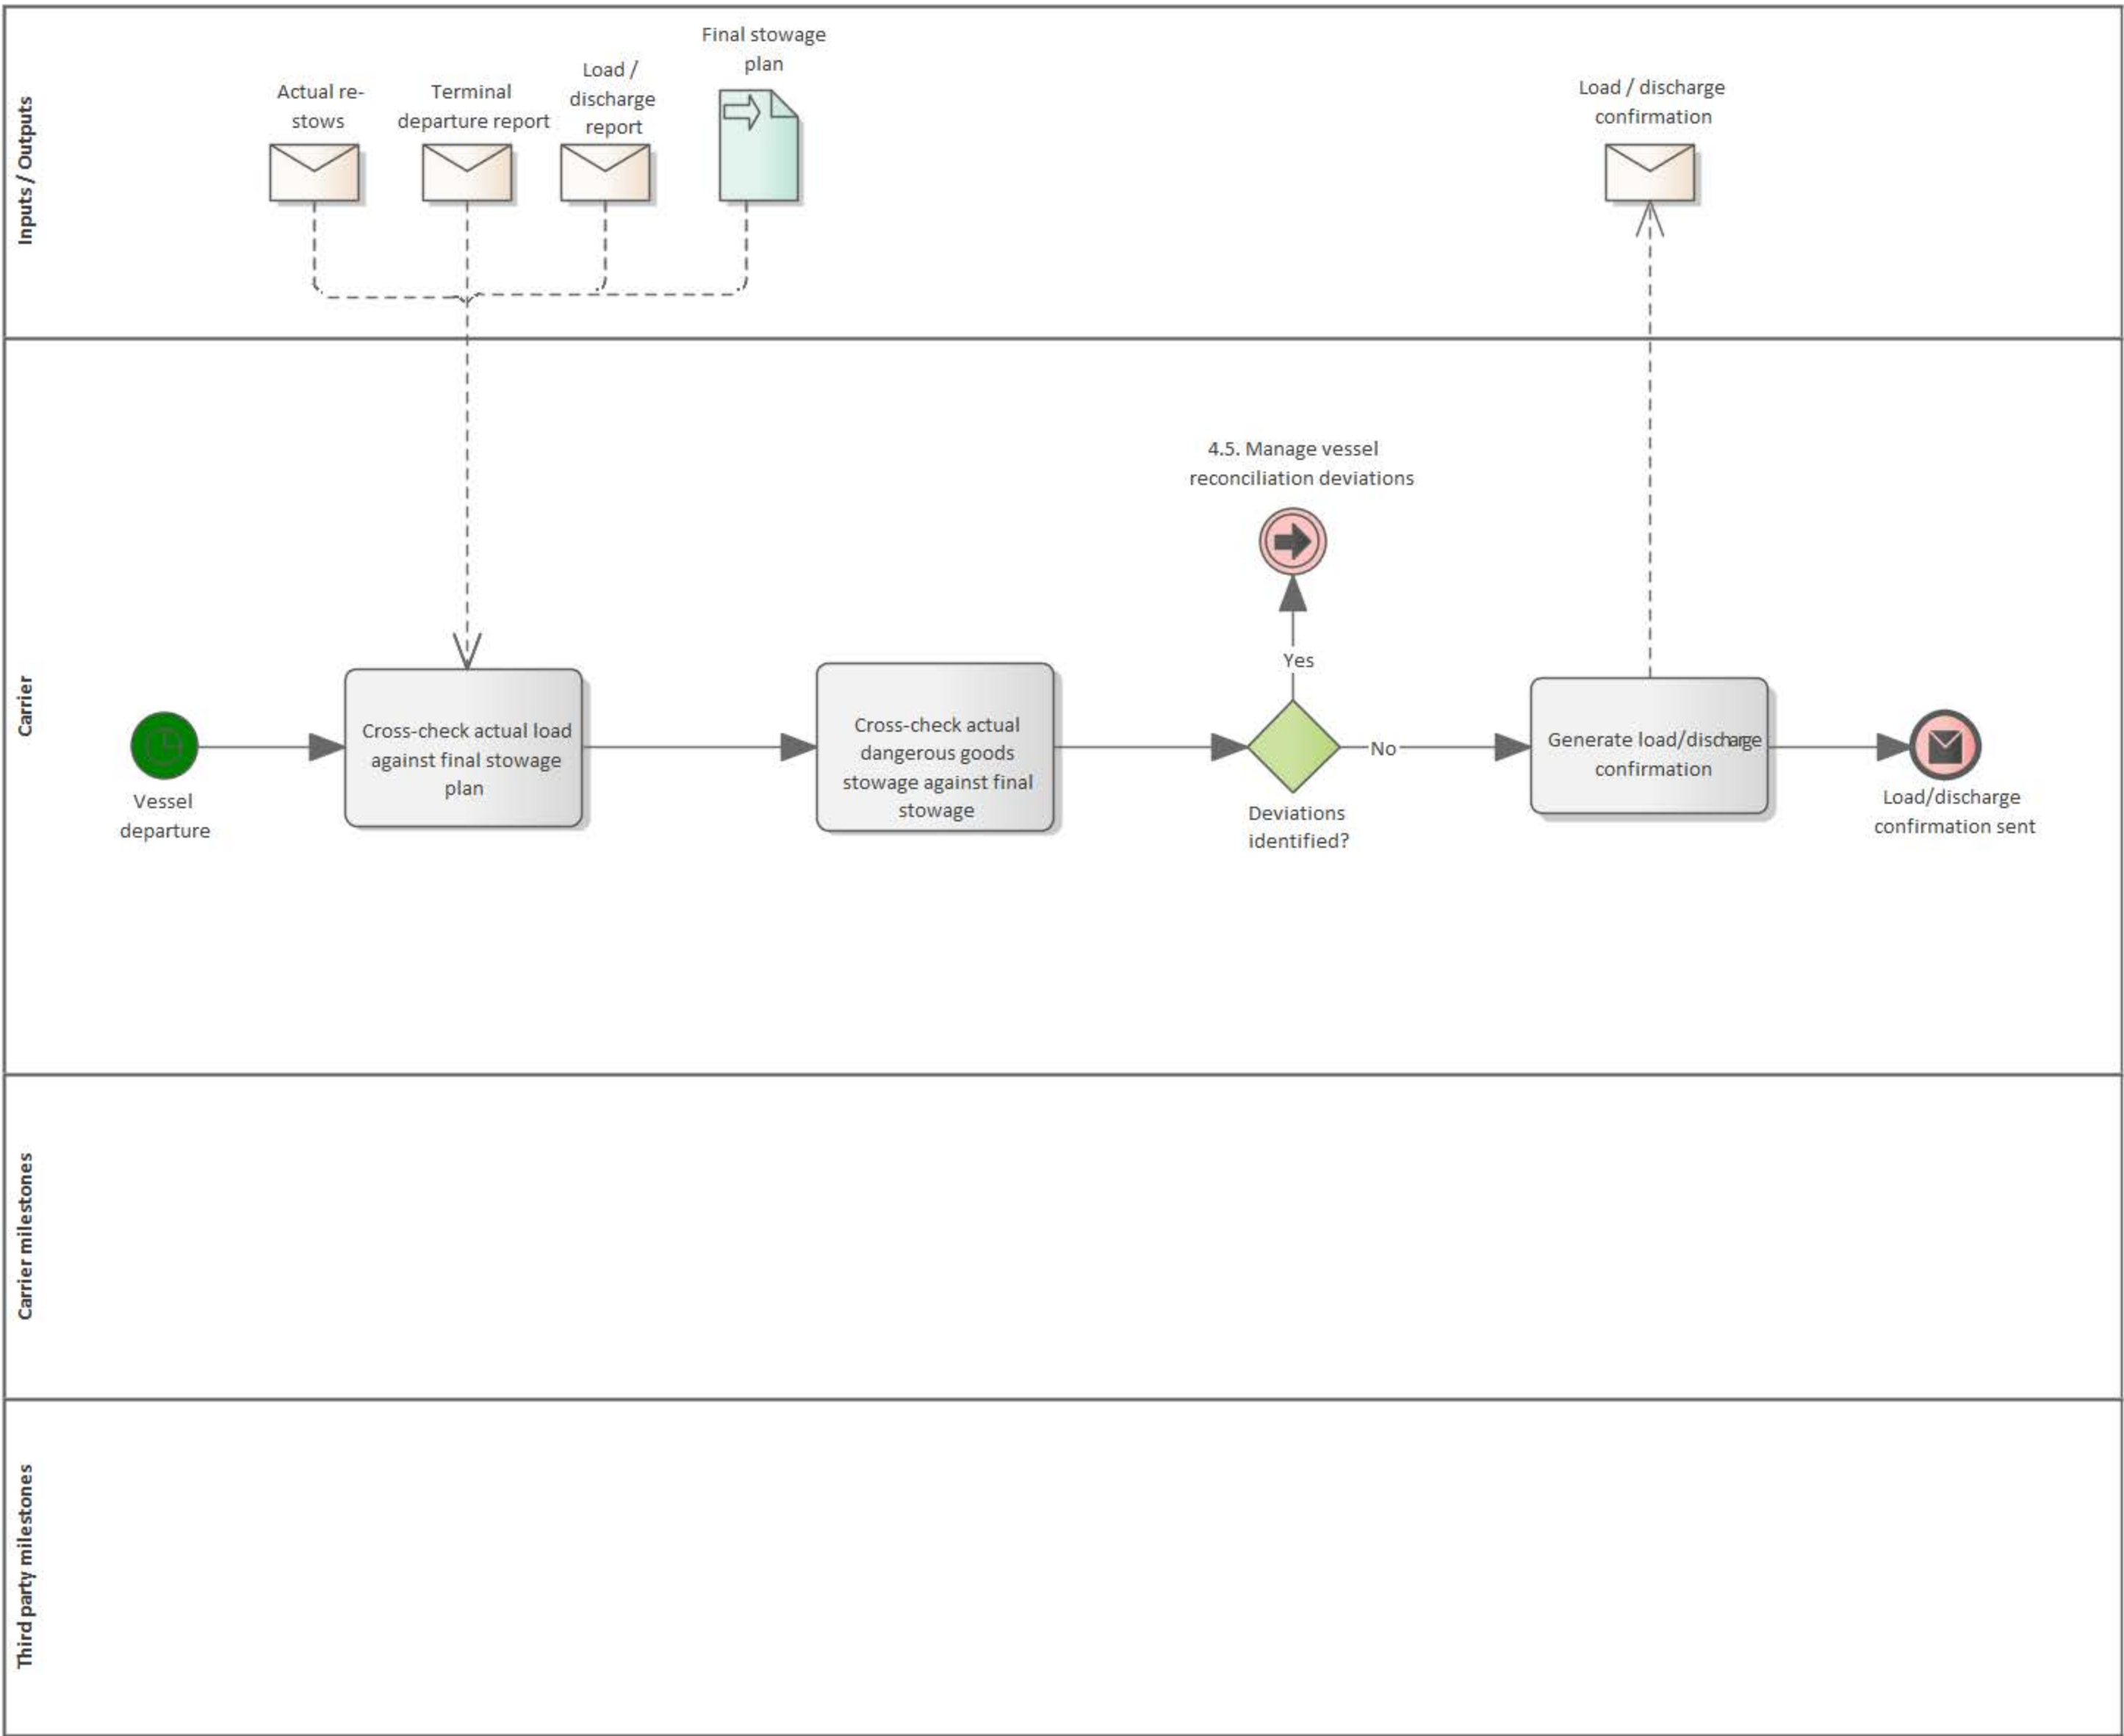 Inputs / Outputs
Actual re-
stows
Terminal
departure report
Load /
discharge
report
Final stowage
plan
Load / discharge
confirmation
Carrier
4.5. Manage vessel
reconciliation deviations
Yes
Vessel
departure
Cross-check actual load
against final stowage
plan
Cross-check actual
dangerous goods
stowage against final
stowage
Deviations
identified?
No
Generate load/discharge
confirmation
Load/discharge
confirmation sent
Carrier milestones
Third party milestones